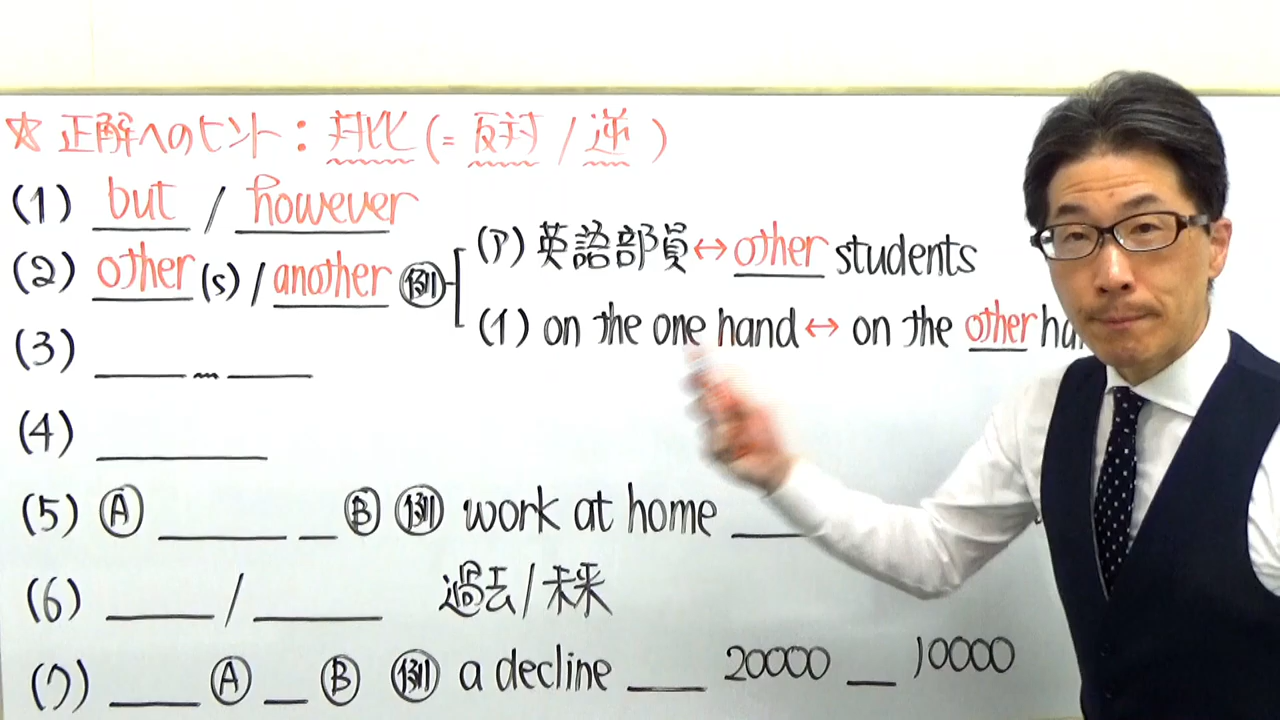 ☆ 正解へのヒント：対比 (= 反対 / 逆 )
(1) but / however
(2) other (s) / another 例 (ア) 英語部員 ↔ other students
(イ) on the one hand ↔ on the other
(3)
(4)
(5) Ⓐ Ⓑ 例 work at home
(6) / 過去 / 未来
(7) Ⓐ Ⓑ 例 a decline 20000 10000